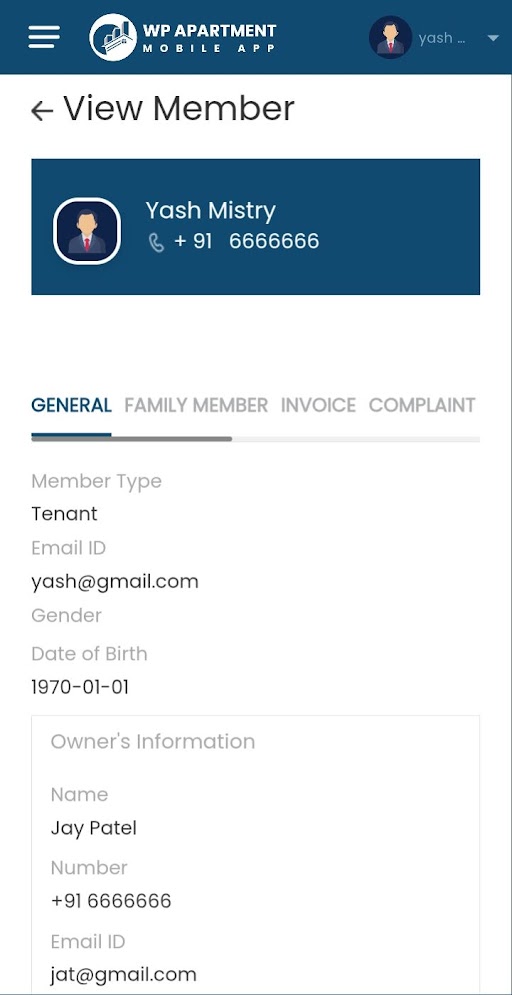 WP APARTMENT
MOBILE APP
yash ...
View Member
Yash Mistry
+ 91 6666666
GENERAL FAMILY MEMBER INVOICE COMPLAINT
Member Type
Tenant
Email ID
yash@gmail.com
Gender
Date of Birth
1970-01-01
Owner's Information
Name
Jay Patel
Number
+91 6666666
Email ID
jat@gmail.com